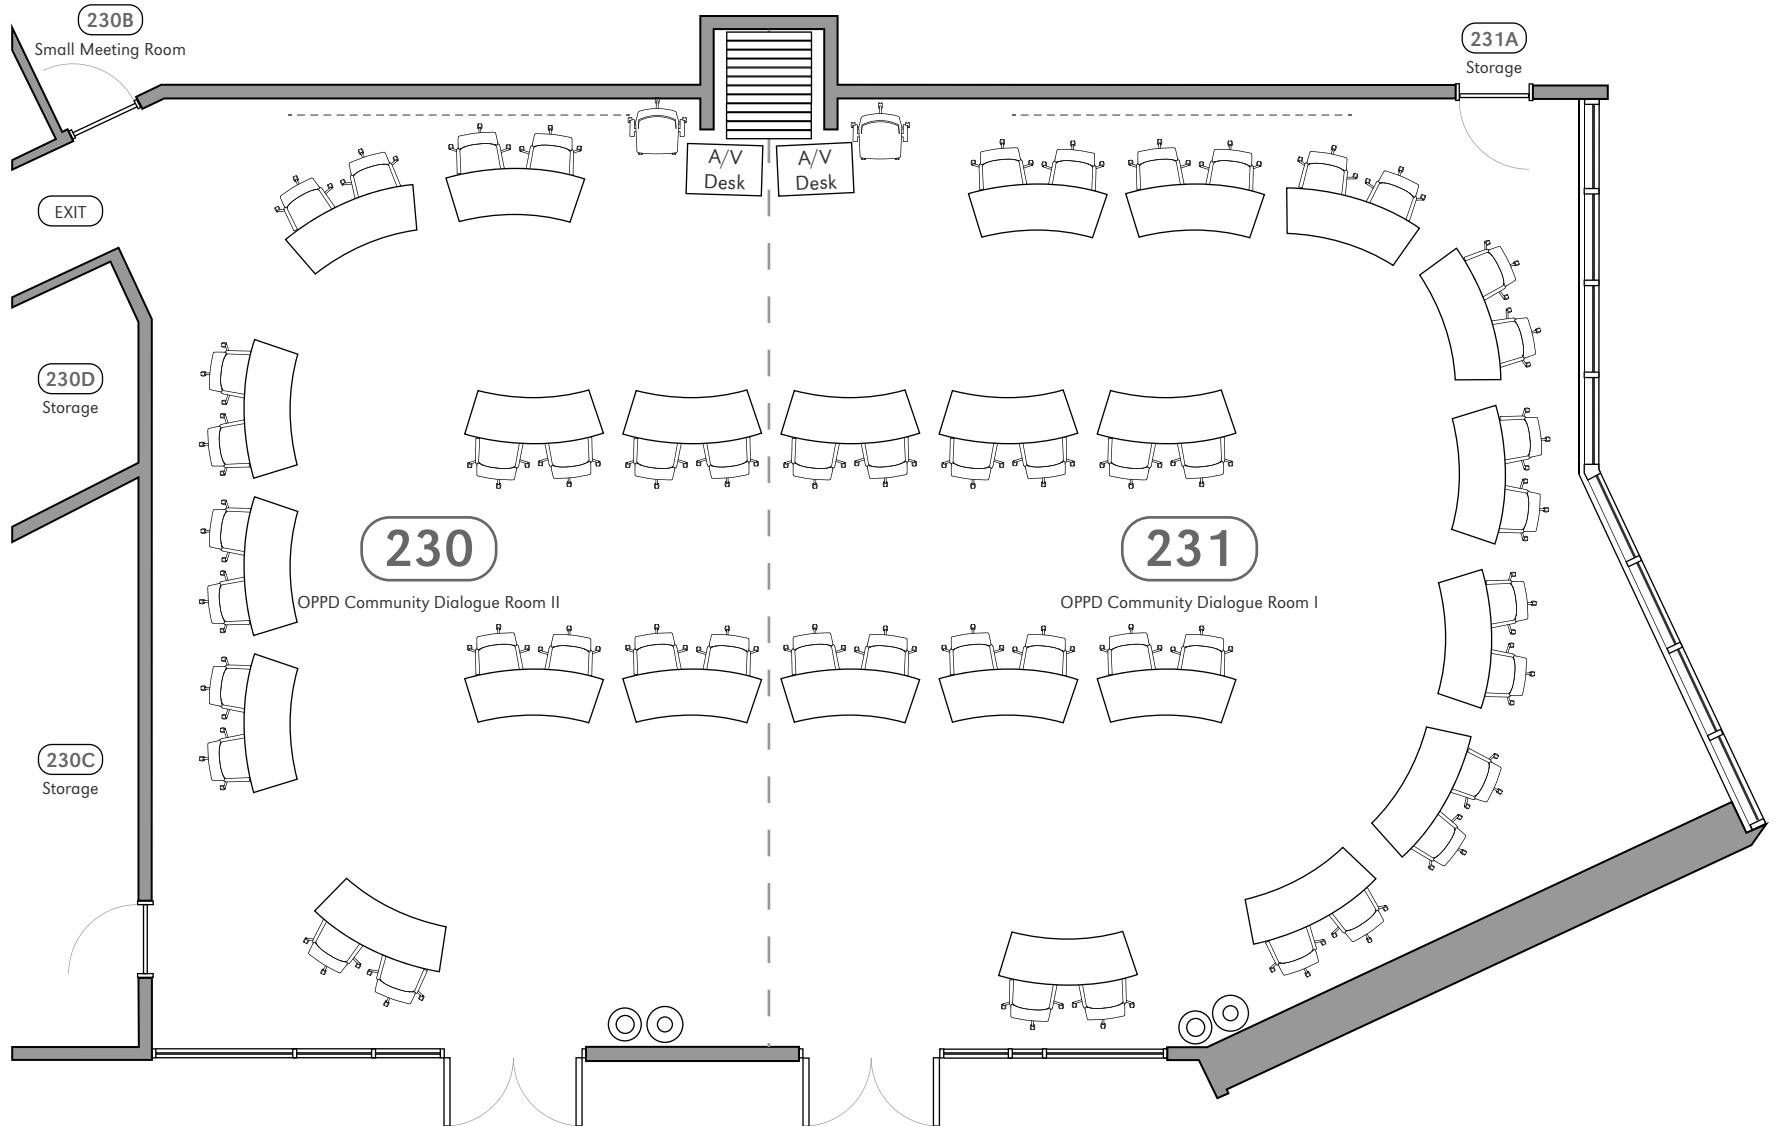 230B
Small Meeting Room
231A
Storage
A/V
Desk
A/V
Desk
EXIT
230D
Storage
230
OPPD Community Dialogue Room II
231
OPPD Community Dialogue Room I
230C
Storage